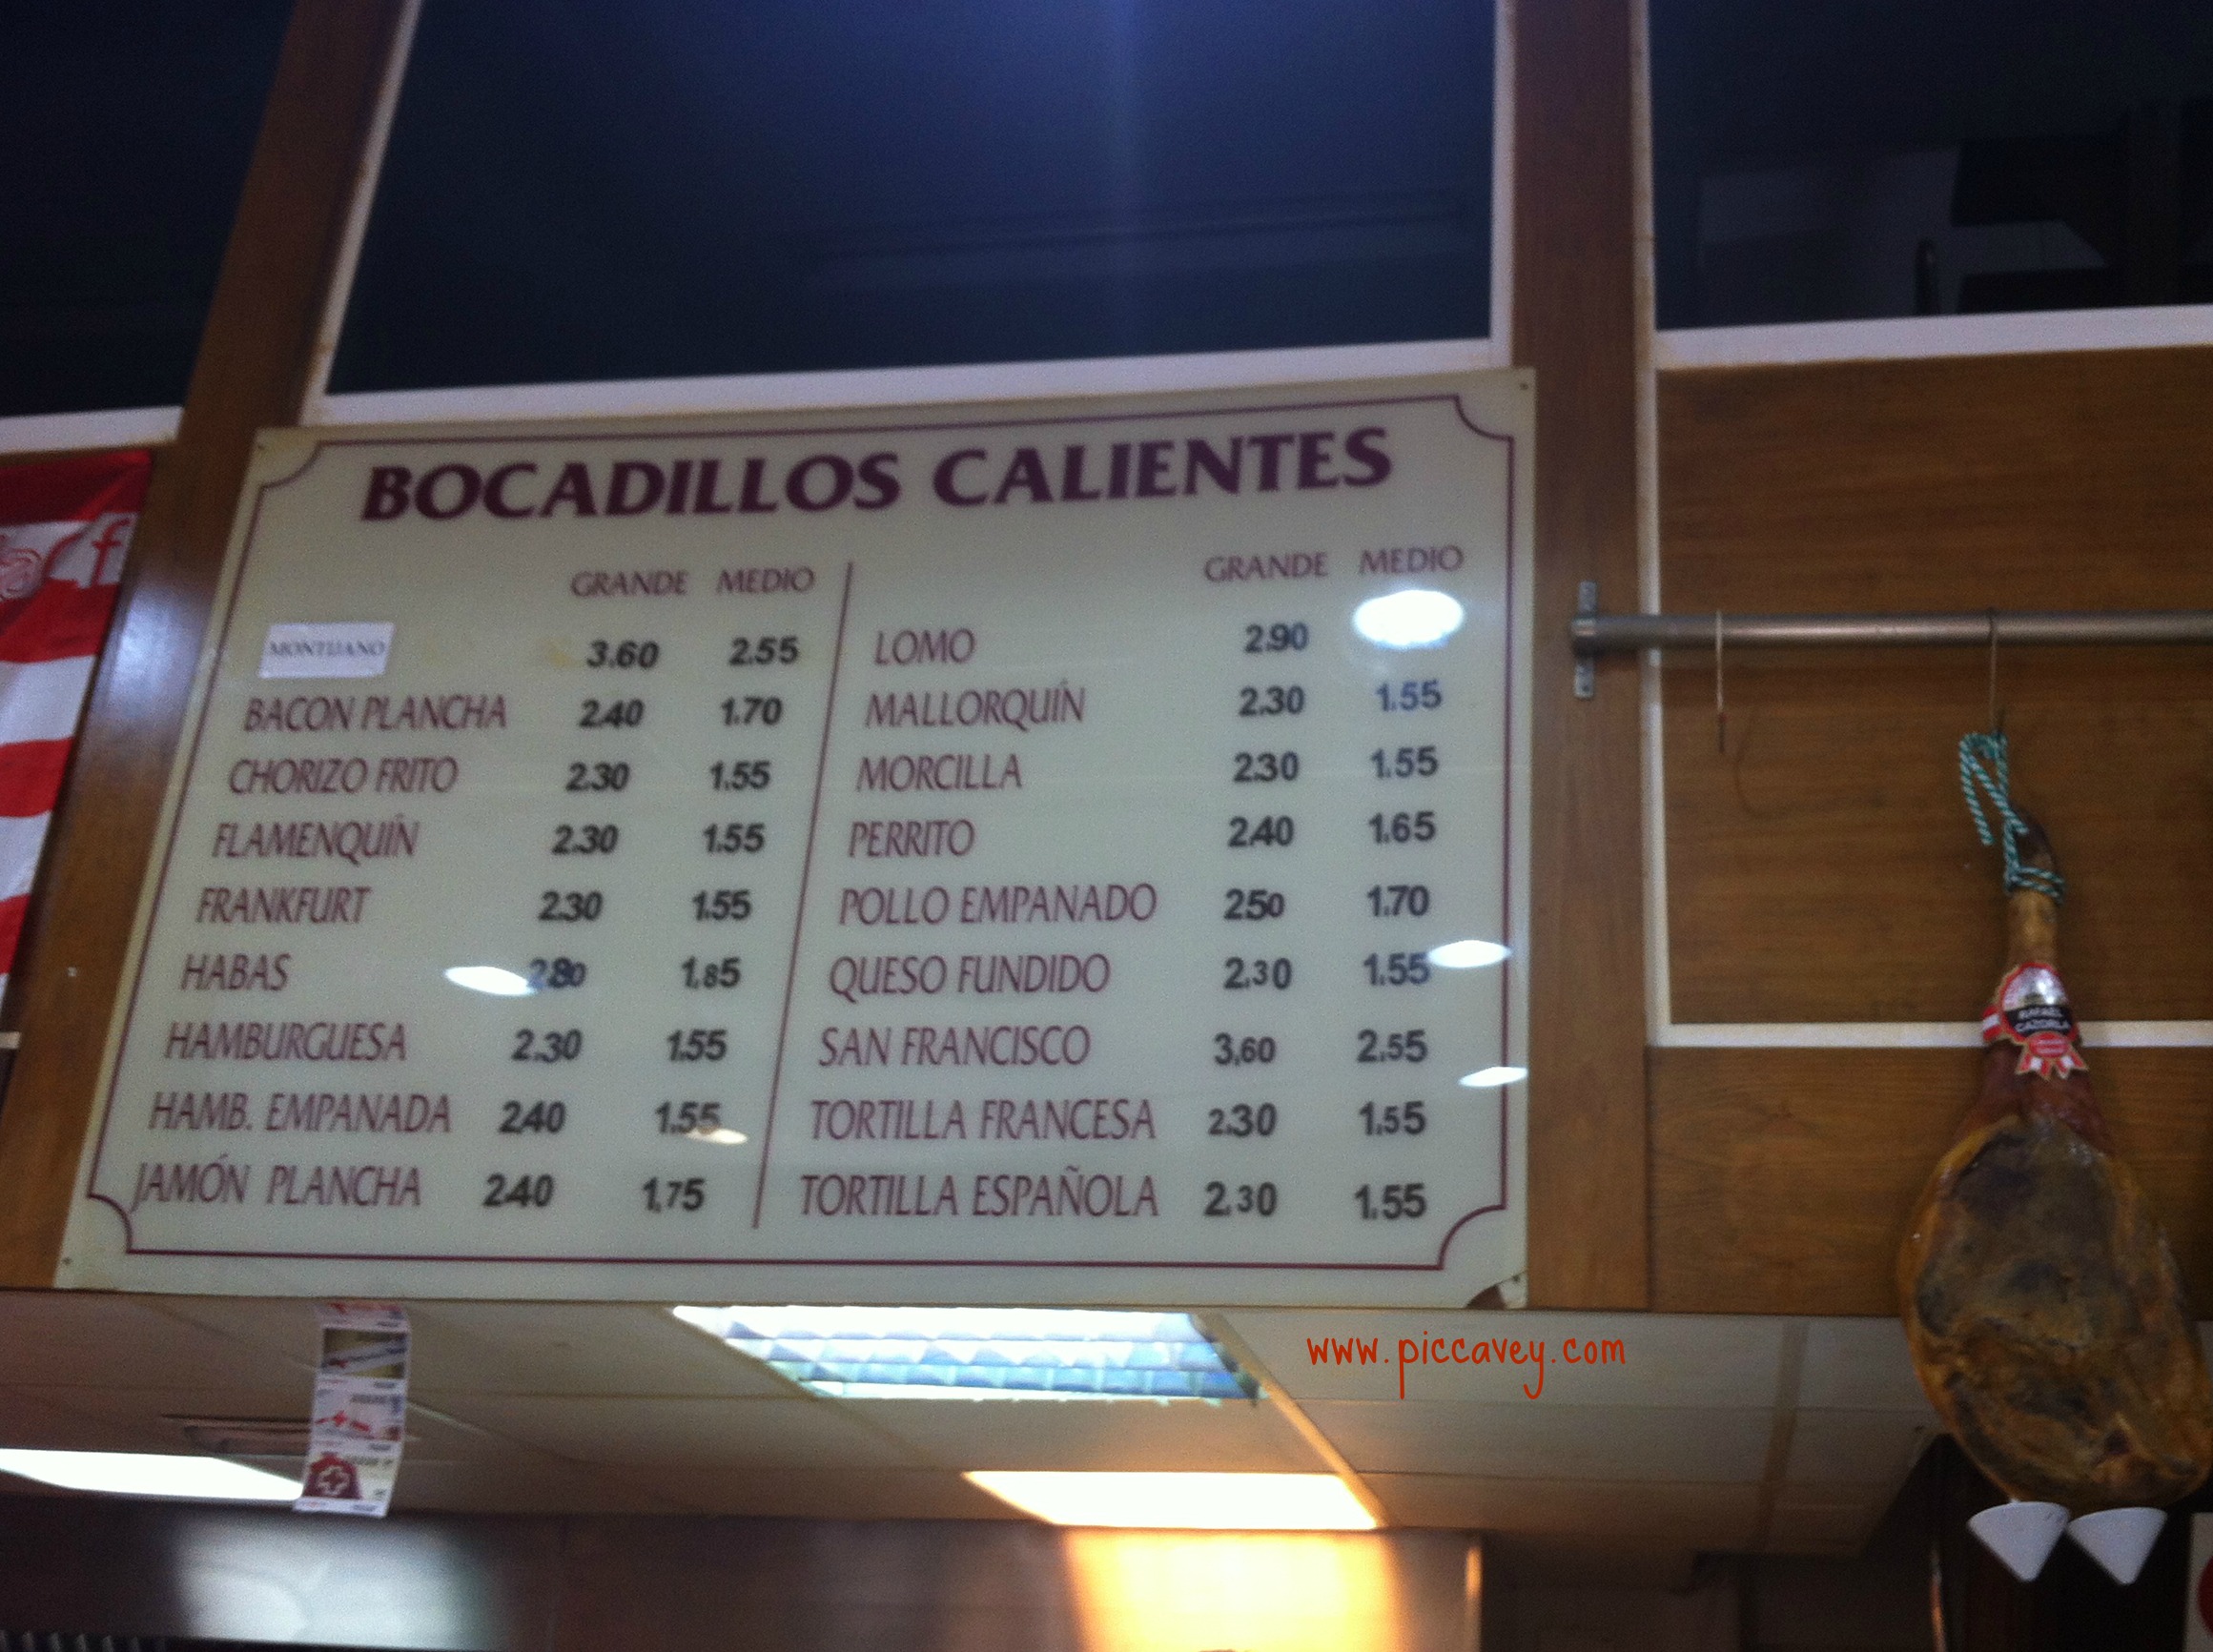 BOCADILLOS CALIENTES
GRANDE MEDIO
MONTIJANO 3.60 2.55
BACON PLANCHA 2.40 1.70
CHORIZO FRITO 2.30 1.55
FLAMENQUÍN 2.30 1.55
FRANKFURT 2.30 1.55
HABAS 2.80 1.85
HAMBURGUESA 2.30 1.55
HAMB. EMPANADA 2.40 1.55
JAMÓN PLANCHA 2.40 1,75
GRANDE MEDIO
LOMO 2.90
MALLORQUÍN 2.30 1.55
MORCILLA 2.30 1.55
PERRITO 2.40 1.65
POLLO EMPANADO 2.50 1.70
QUESO FUNDIDO 2.30 1.55
SAN FRANCISCO 3,60 2.55
TORTILLA FRANCESA 2.30 1.55
TORTILLA ESPAÑOLA 2.30 1.55
RAFAEL
CAZORLA
www.piccavey.com